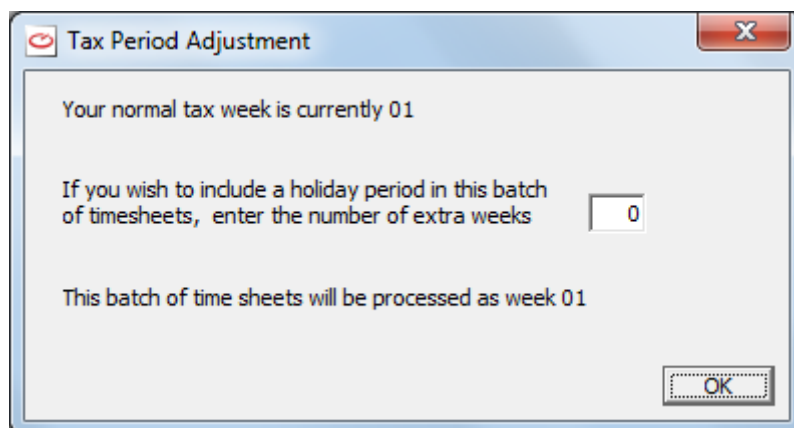 Tax Period Adjustment
Your normal tax week is currently 01
If you wish to include a holiday period in this batch
of timesheets,  enter the number of extra weeks
0
This batch of time sheets will be processed as week 01
OK